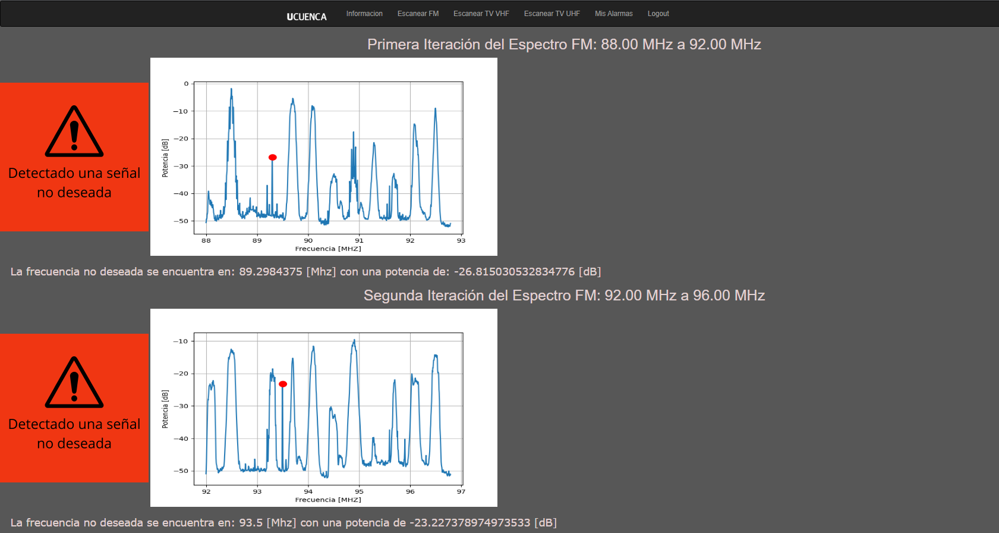 UCUENCA Informacion Escanear FM Escanear TV VHF Escanear TV UHF Mis Alarmas Logout
Primera Iteración del Espectro FM: 88.00 MHz a 92.00 MHz
Detectado una señal
no deseada
0
−10
−20
−30
−40
−50
Potencia [dB]
88 89 90 91 92 93
Frecuencia [MHZ]
La frecuencia no deseada se encuentra en: 89.2984375 [Mhz] con una potencia de: -26.815030532834776 [dB]
Segunda Iteración del Espectro FM: 92.00 MHz a 96.00 MHz
Detectado una señal
no deseada
−10
−20
−30
−40
−50
Potencia [dB]
92 93 94 95 96 97
Frecuencia [MHZ]
La frecuencia no deseada se encuentra en: 93.5 [Mhz] con una potencia de -23.227378974973533 [dB]